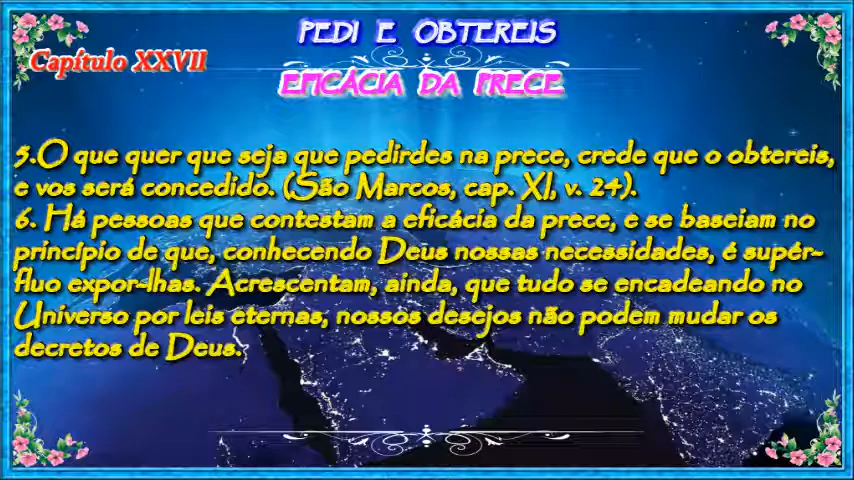 PEDI E OBTEREIS
Capítulo XXVII
EFICÁCIA DA PRECE
5.O que quer que seja que pedirdes na prece, crede que o obtereis,
e vos será concedido. (São Marcos, cap. XI, v. 24).
6. Há pessoas que contestam a eficácia da prece, e se baseiam no
princípio de que, conhecendo Deus nossas necessidades, é supér-
fluo expor-lhas. Acrescentam, ainda, que tudo se encadeando no
Universo por leis eternas, nossos desejos não podem mudar os
decretos de Deus.